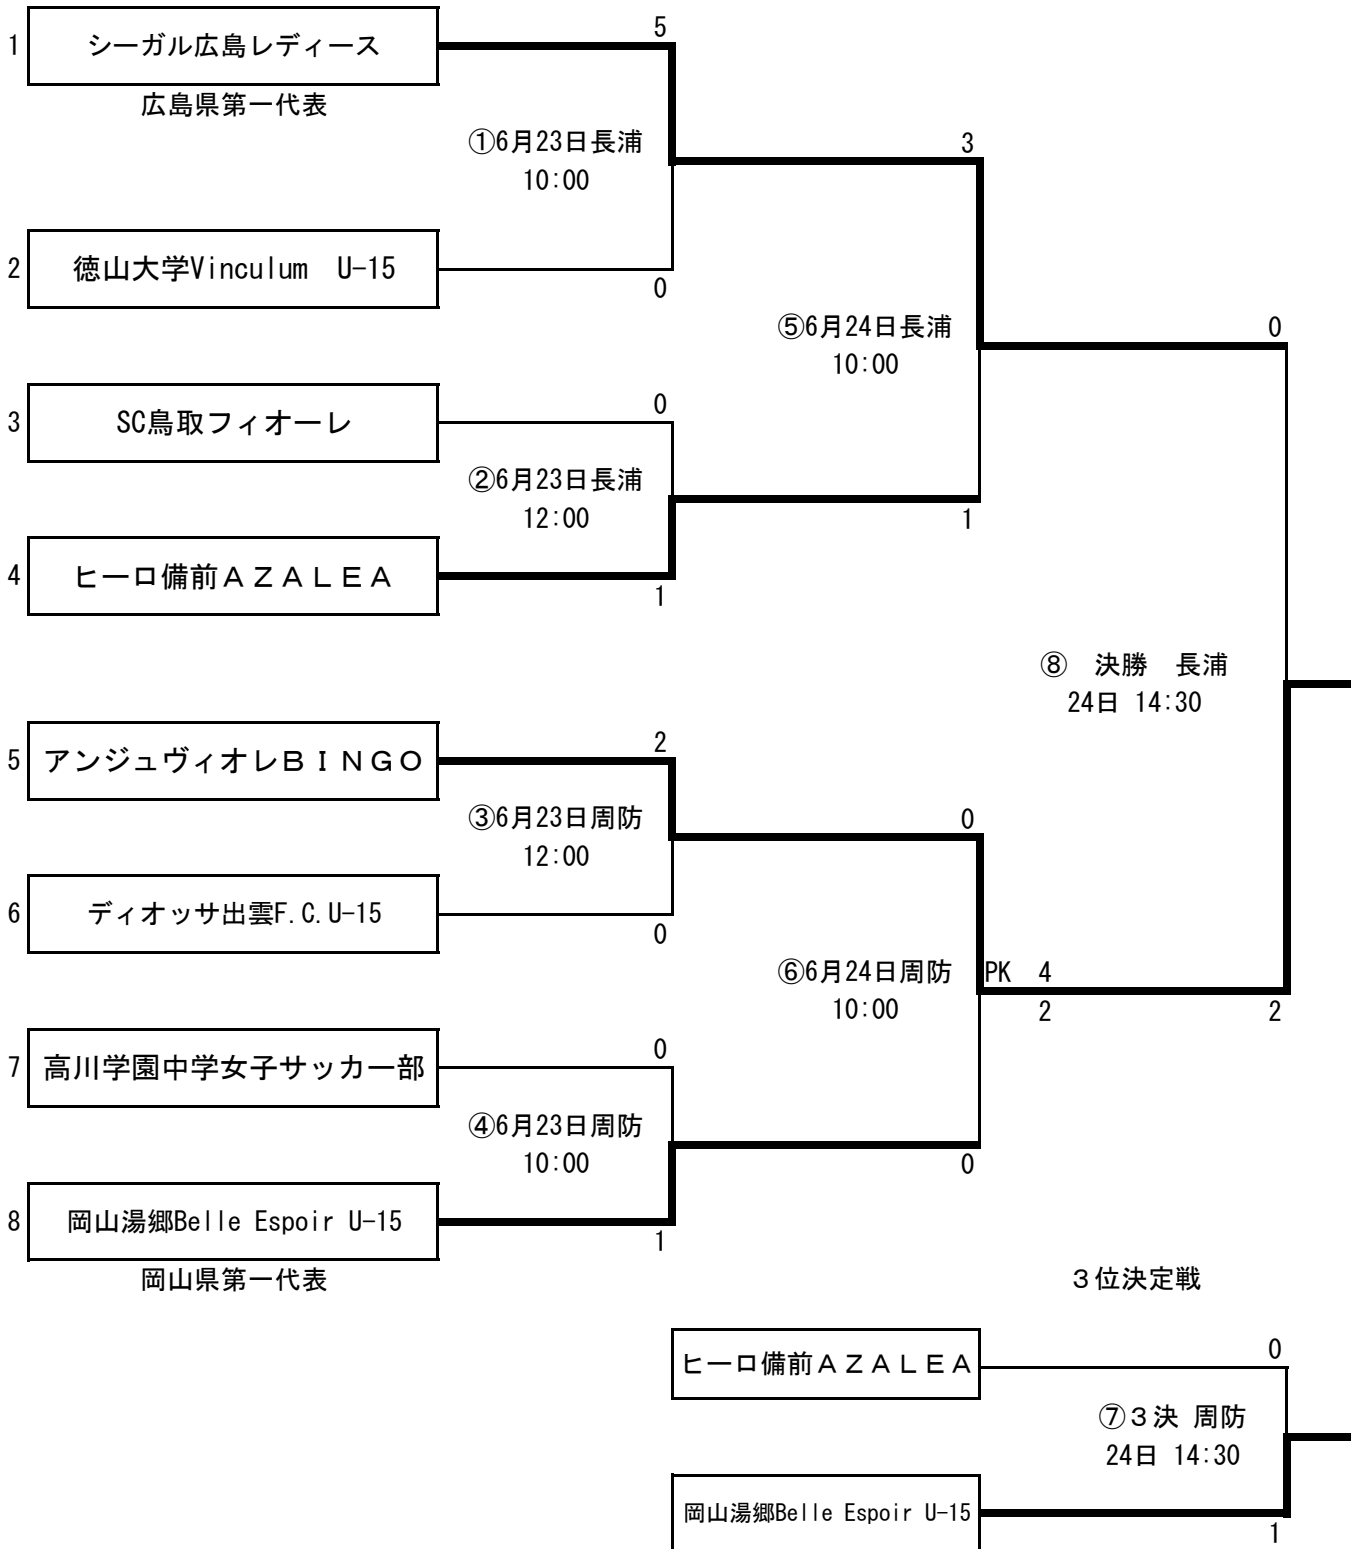 5
1 シーガル広島レディース
広島県第一代表
①6月23日長浦
10:00
3
2 徳山大学Vinculum　U-15
0
⑤6月24日長浦
10:00
0
3 SC鳥取フィオーレ
0
②6月23日長浦
12:00
1
4 ヒーロ備前ＡＺＡＬＥＡ
1
⑧　決勝　長浦
24日 14:30
5 アンジュヴィオレＢＩＮＧＯ
2
③6月23日周防
12:00
0
6 ディオッサ出雲F.C.U-15
0
⑥6月24日周防
10:00
PK 4
2
2
7 高川学園中学女子サッカー部
0
④6月23日周防
10:00
0
8 岡山湯郷Belle Espoir U-15
1
岡山県第一代表
３位決定戦
ヒーロ備前ＡＺＡＬＥＡ
0
⑦３決 周防
24日 14:30
岡山湯郷Belle Espoir U-15
1